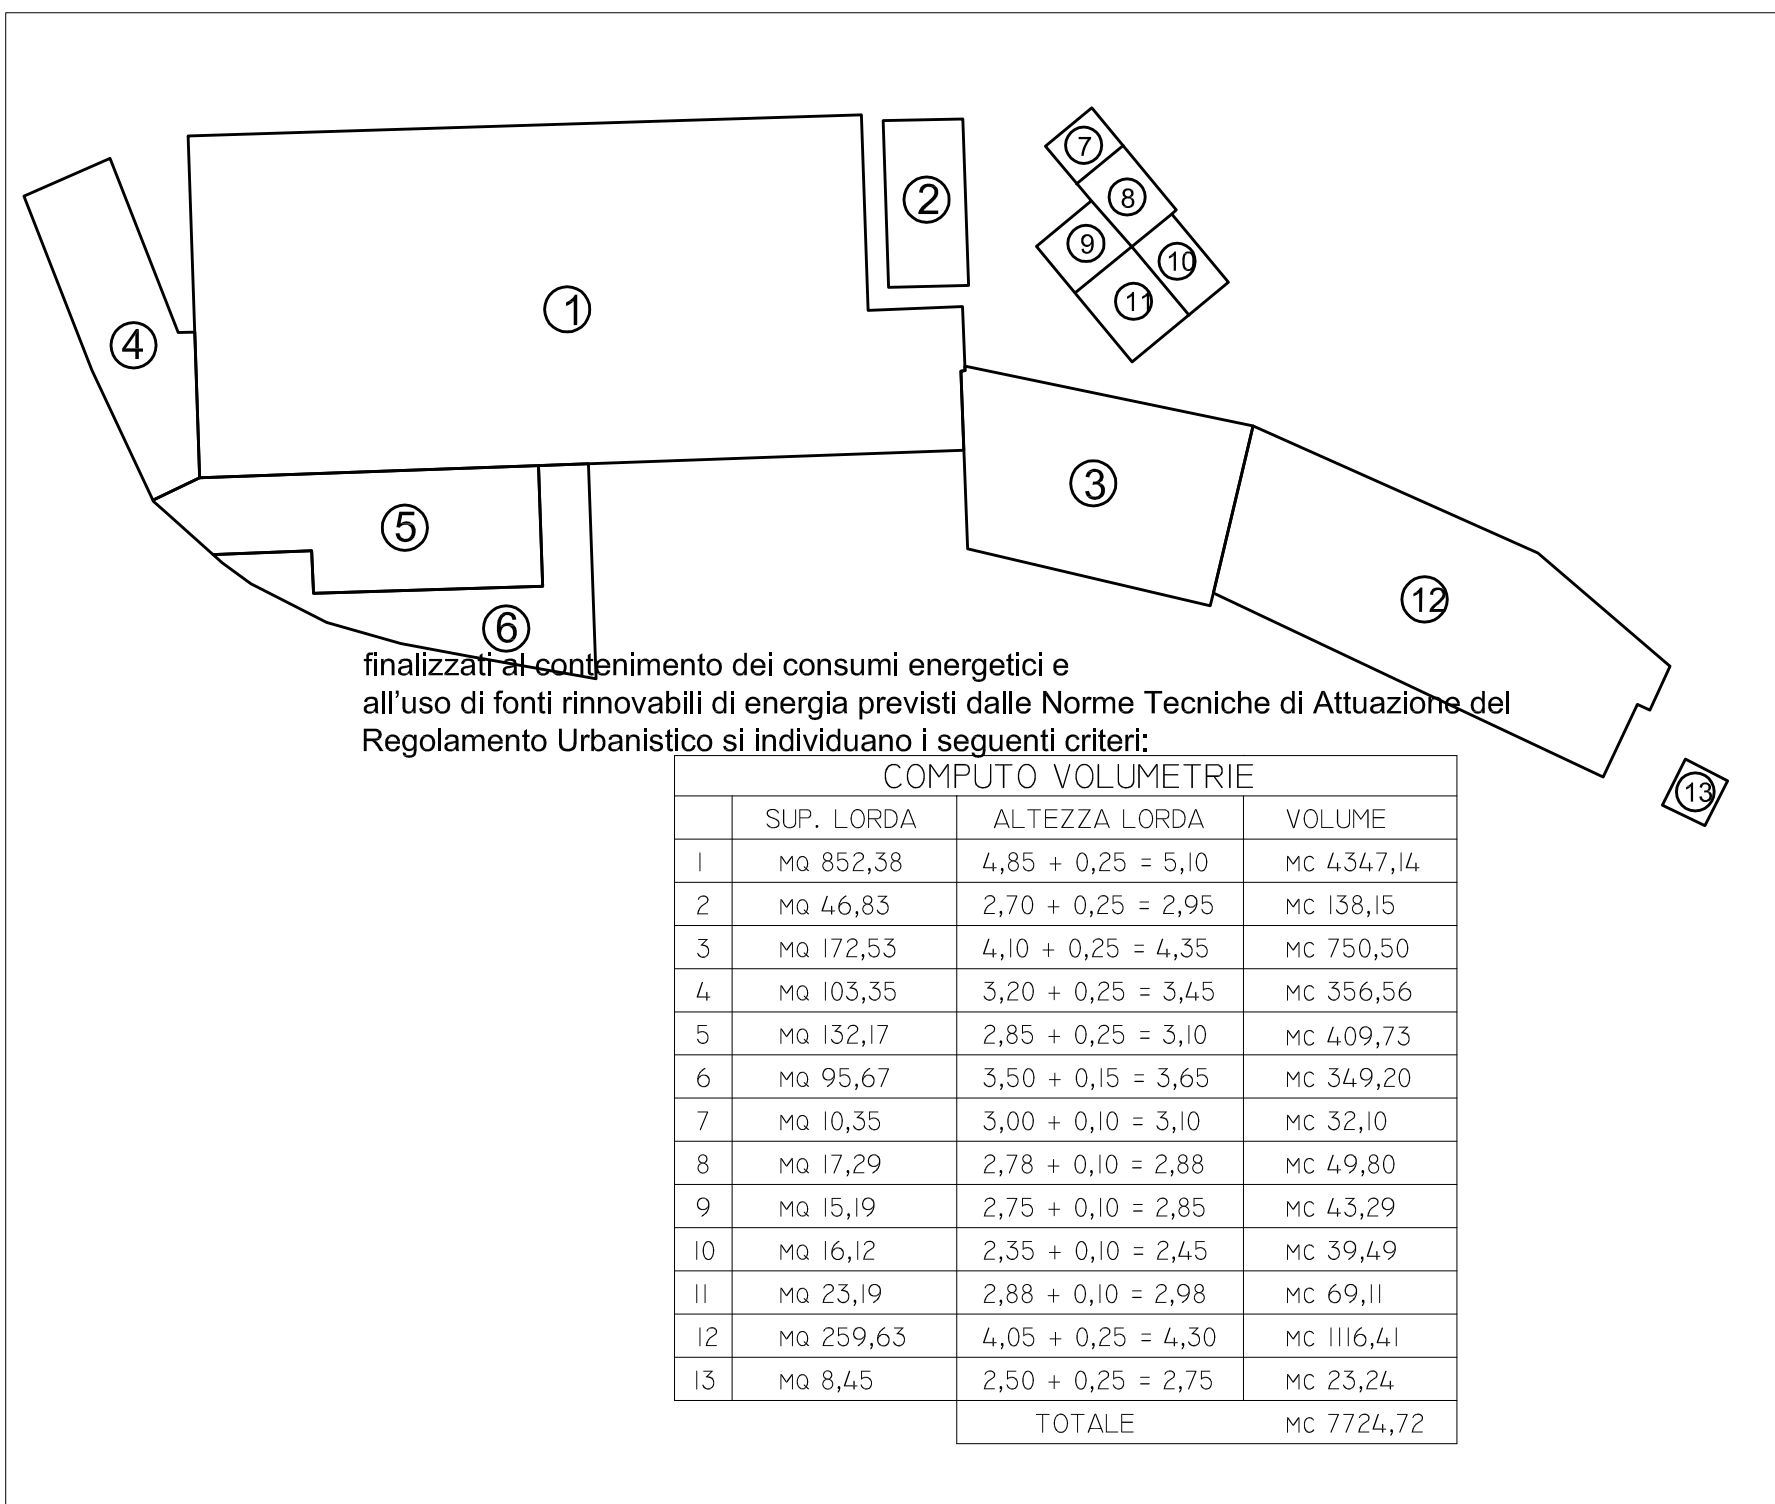 7
8
2
9
10
11
1
4
3
5
12
6
finalizzati al contenimento dei consumi energetici e
all'uso di fonti rinnovabili di energia previsti dalle Norme Tecniche di Attuazione del
Regolamento Urbanistico si individuano i seguenti criteri:
13
COMPUTO VOLUMETRIE
SUP. LORDA ALTEZZA LORDA VOLUME
1 MQ 852,38 4,85 + 0,25 = 5,10 MC 4347,14
2 MQ 46,83 2,70 + 0,25 = 2,95 MC 138,15
3 MQ 172,53 4,10 + 0,25 = 4,35 MC 750,50
4 MQ 103,35 3,20 + 0,25 = 3,45 MC 356,56
5 MQ 132,17 2,85 + 0,25 = 3,10 MC 409,73
6 MQ 95,67 3,50 + 0,15 = 3,65 MC 349,20
7 MQ 10,35 3,00 + 0,10 = 3,10 MC 32,10
8 MQ 17,29 2,78 + 0,10 = 2,88 MC 49,80
9 MQ 15,19 2,75 + 0,10 = 2,85 MC 43,29
10 MQ 16,12 2,35 + 0,10 = 2,45 MC 39,49
11 MQ 23,19 2,88 + 0,10 = 2,98 MC 69,11
12 MQ 259,63 4,05 + 0,25 = 4,30 MC 1116,41
13 MQ 8,45 2,50 + 0,25 = 2,75 MC 23,24
TOTALE MC 7724,72